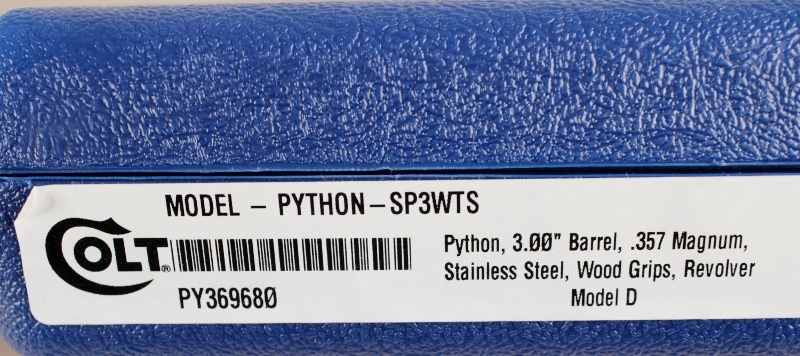 MODEL - PYTHON-SP3WTS
COLT®
PY369680
Python, 3.00" Barrel, .357 Magnum,
Stainless Steel, Wood Grips, Revolver
Model D